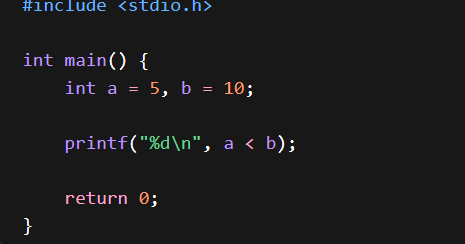 #include <stdio.h>
int main() {
    int a = 5, b = 10;
    printf("%d\n", a < b);
    return 0;
}